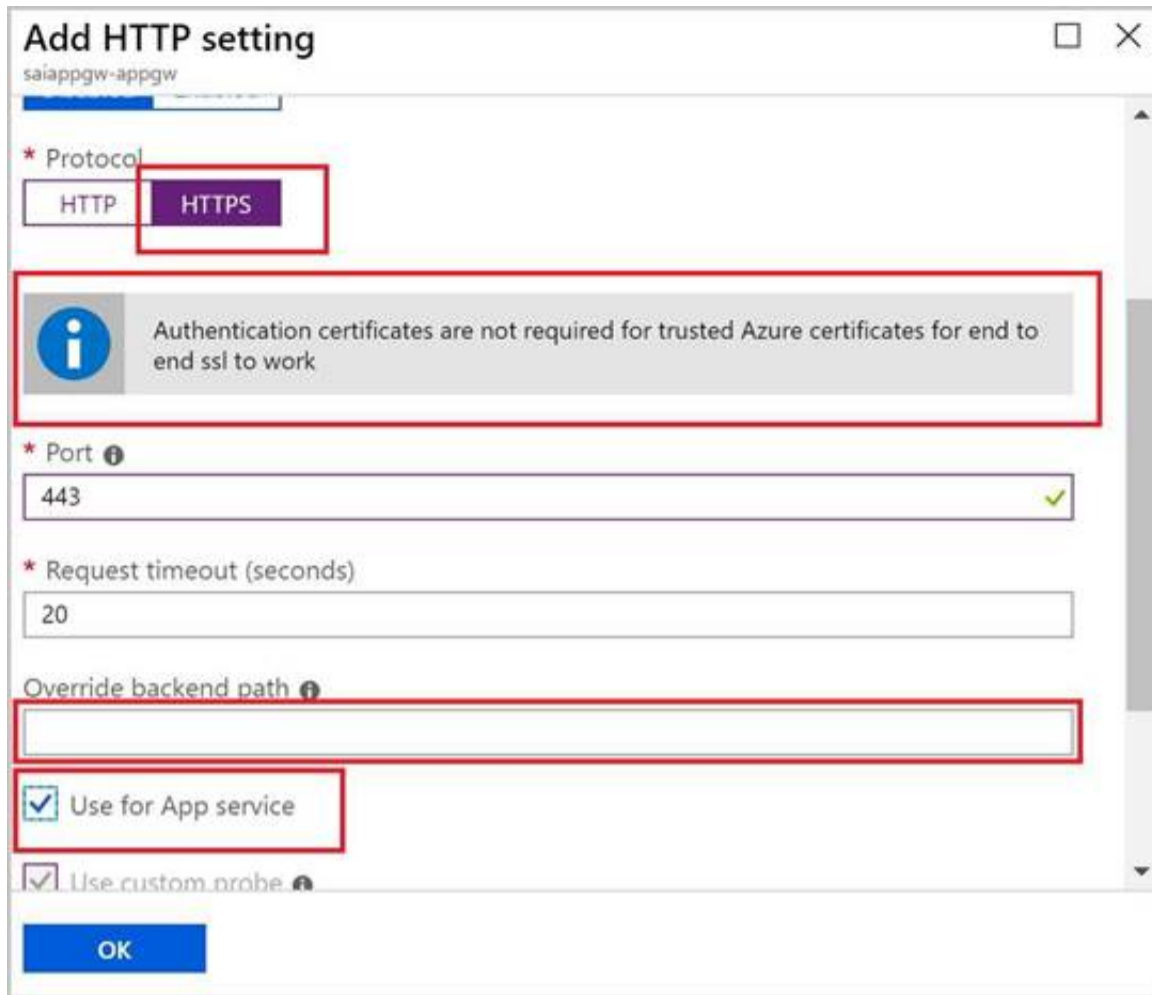 Add HTTP setting
saiappgw-appgw
* Protocol
HTTP HTTPS
Authentication certificates are not required for trusted Azure certificates for end to
end ssl to work
* Port
443
* Request timeout (seconds)
20
Override backend path
Use for App service
Use custom probe
OK